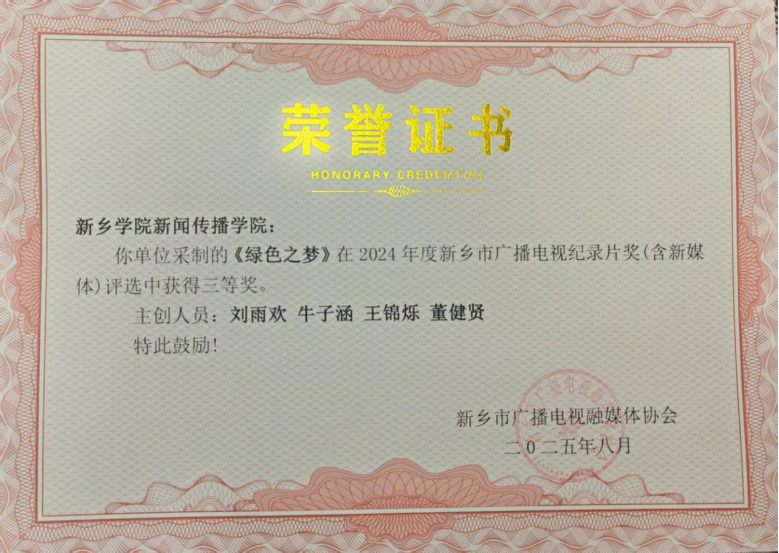 荣誉证书
HONORARY CREDENTIAL
新乡学院新闻传播学院：
你单位采制的《绿色之梦》在 2024 年度新乡市广播电视纪录片奖(含新媒
体)评选中获得三等奖。
主创人员：刘雨欢 牛子涵 王锦烁 董健贤
特此鼓励!
新乡市广播电视融媒体协会
二0二五年八月